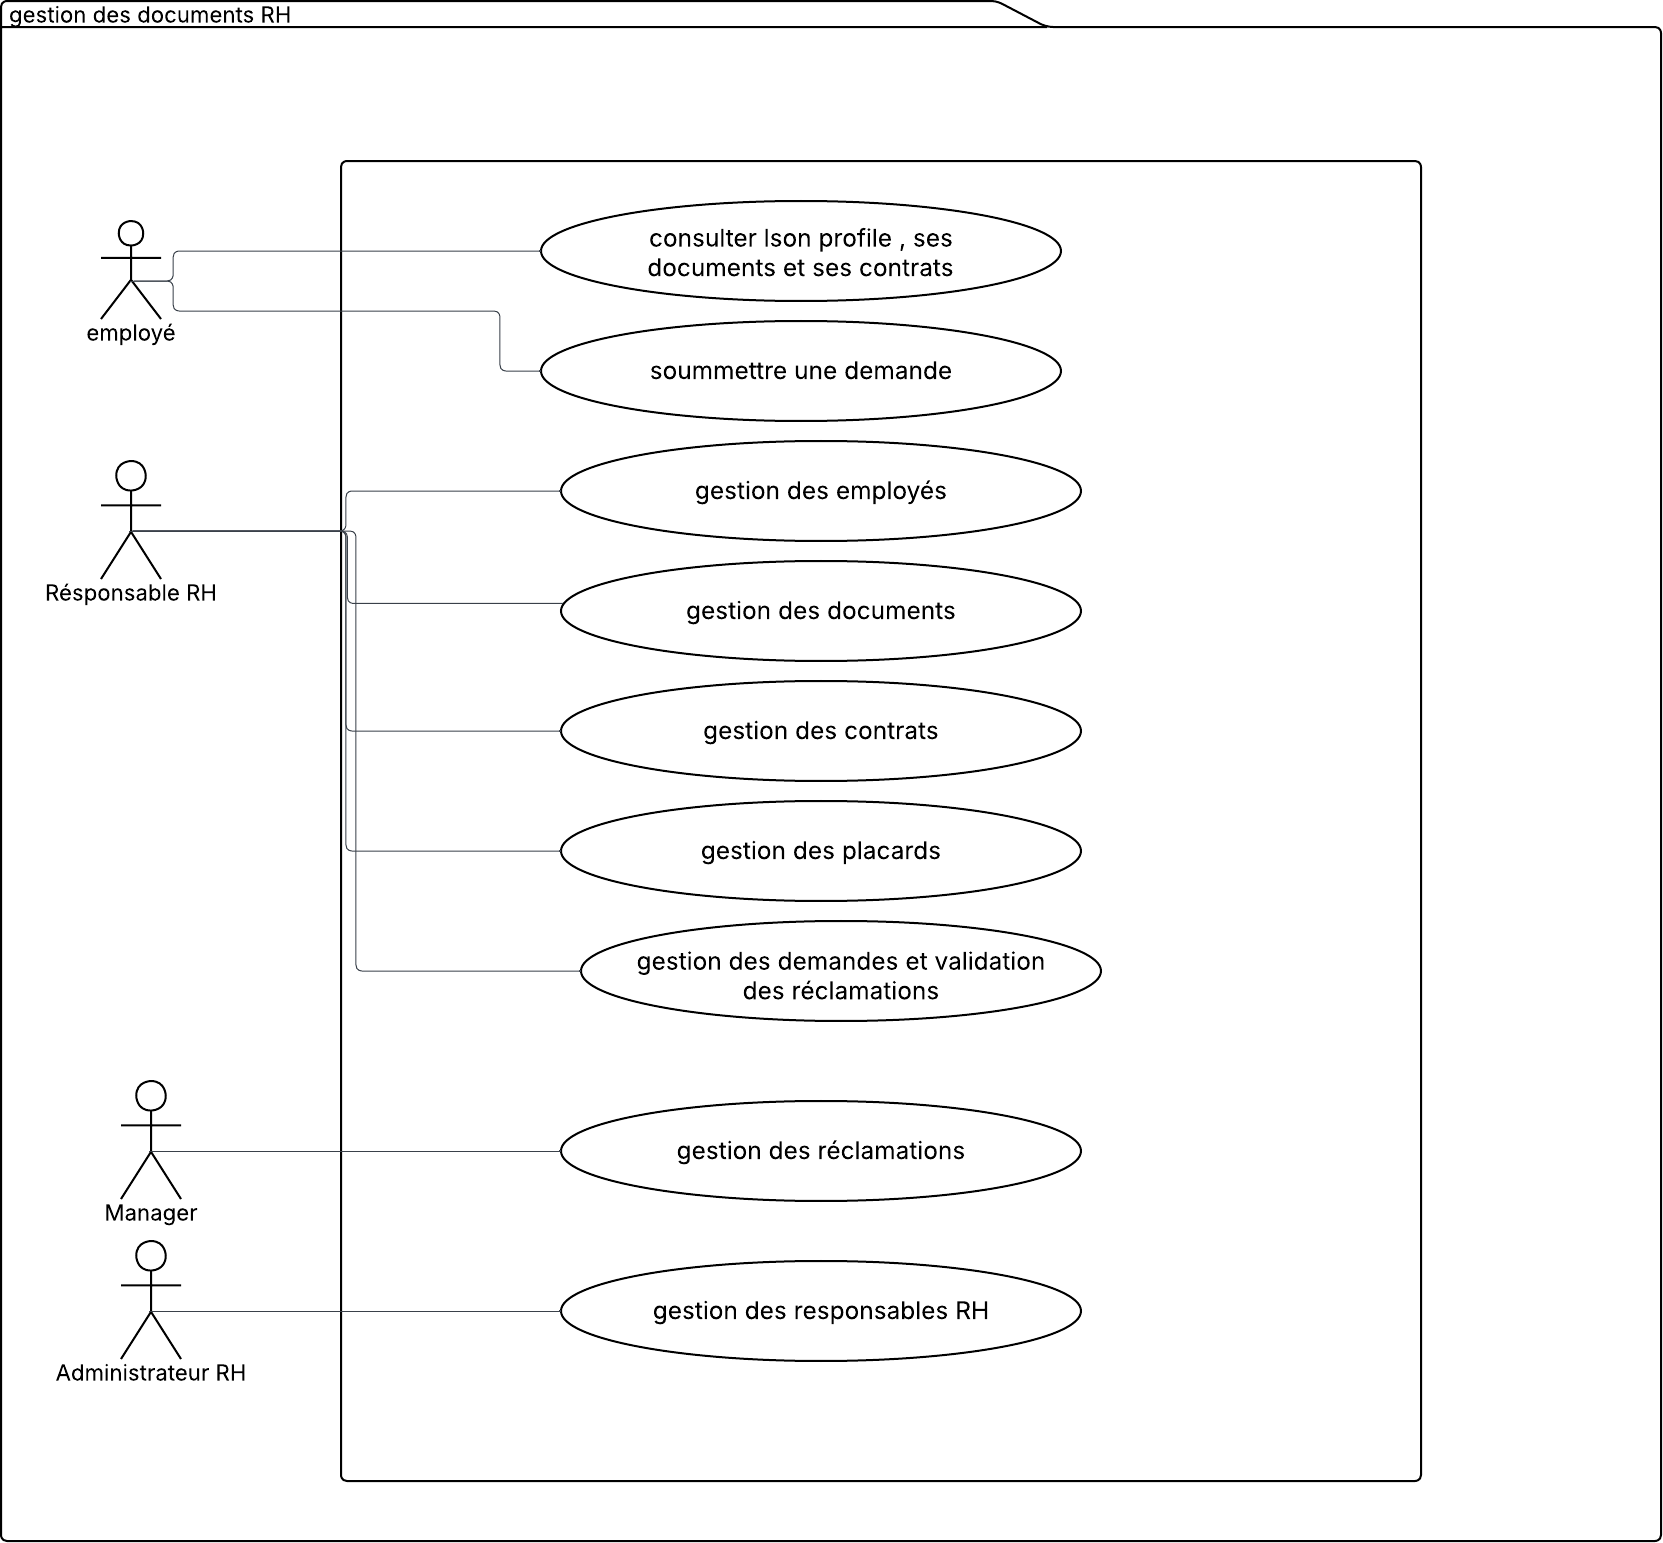 gestion des documents RH
consulter lson profile , ses
documents et ses contrats
employé
soummettre une demande
gestion des employés
Résponsable RH
gestion des documents
gestion des contrats
gestion des placards
gestion des demandes et validation
des réclamations
gestion des réclamations
Manager
gestion des responsables RH
Administrateur RH